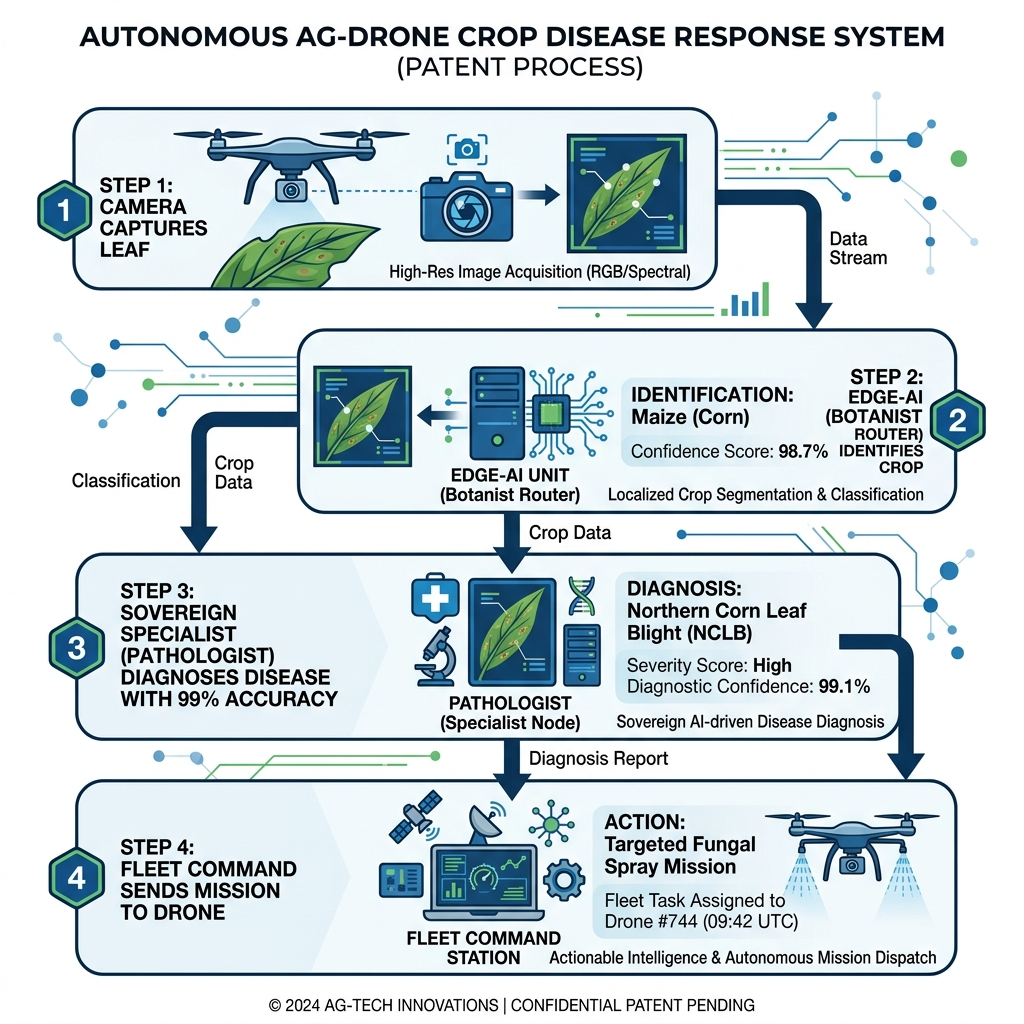 AUTONOMOUS AG-DRONE CROP DISEASE RESPONSE SYSTEM
(PATENT PROCESS)
1
STEP 1:
CAMERA
CAPTURES
LEAF
High-Res Image Acquisition (RGB/Spectral)
Data
Stream
EDGE-AI UNIT
(Botanist Router)
IDENTIFICATION:
Maize (Corn)
Confidence Score: 98.7%
STEP 2:
EDGE-AI
(BOTANIST
ROUTER)
IDENTIFIES
CROP
2
Localized Crop Segmentation & Classification
Classification
Crop
Data
Crop Data
3
STEP 3:
SOVEREIGN
SPECIALIST
(PATHOLOGIST)
DIAGNOSES DISEASE
WITH 99% ACCURACY
PATHOLOGIST
(Specialist Node)
DIAGNOSIS:
Northern Corn Leaf
Blight (NCLB)
Severity Score: High
Diagnostic Confidence: 99.1%
Sovereign AI-driven Disease Diagnosis
Diagnosis Report
4
STEP 4:
FLEET COMMAND
SENDS MISSION
TO DRONE
FLEET COMMAND
STATION
ACTION:
Targeted Fungal
Spray Mission
Fleet Task Assigned to
Drone #744 (09:42 UTC)
Actionable Intelligence & Autonomous Mission Dispatch
© 2024 AG-TECH INNOVATIONS | CONFIDENTIAL PATENT PENDING